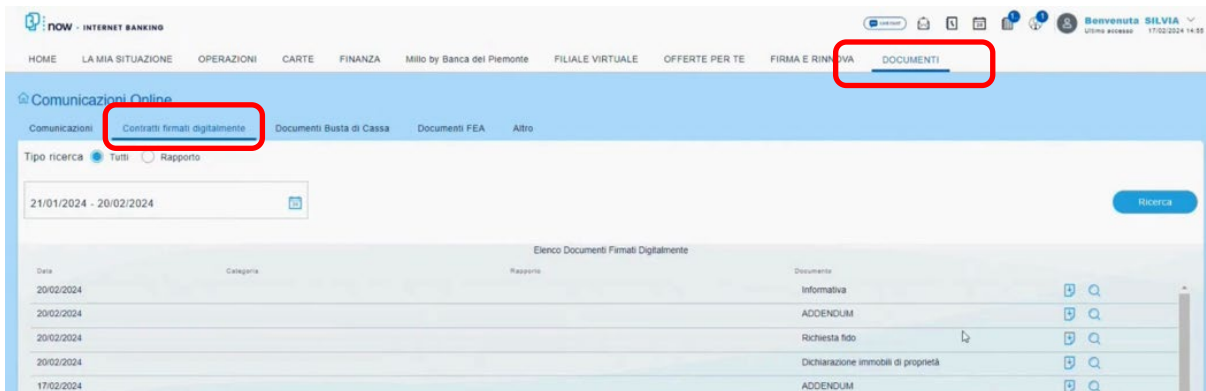 now - INTERNET BANKING
Benvenuta SILVIA
Ultimo accesso 17/02/2024 14:55
HOME LA MIA SITUAZIONE OPERAZIONI CARTE FINANZA Millo by Banca del Piemonte FILIALE VIRTUALE OFFERTE PER TE FIRMA E RINNOVA DOCUMENTI
Comunicazioni Online
Comunicazioni Contratti firmati digitalmente Documenti Busta di Cassa Documenti FEA Altro
Tipo ricerca Tutti Rapporto
21/01/2024 - 20/02/2024
Ricerca
Elenco Documenti Firmati Digitalmente
Data Categoria Rapporto Documento
20/02/2024 Informativa
20/02/2024 ADDENDUM
20/02/2024 Richiesta fido
20/02/2024 Dichiarazione immobili di proprietà
17/02/2024 ADDENDUM